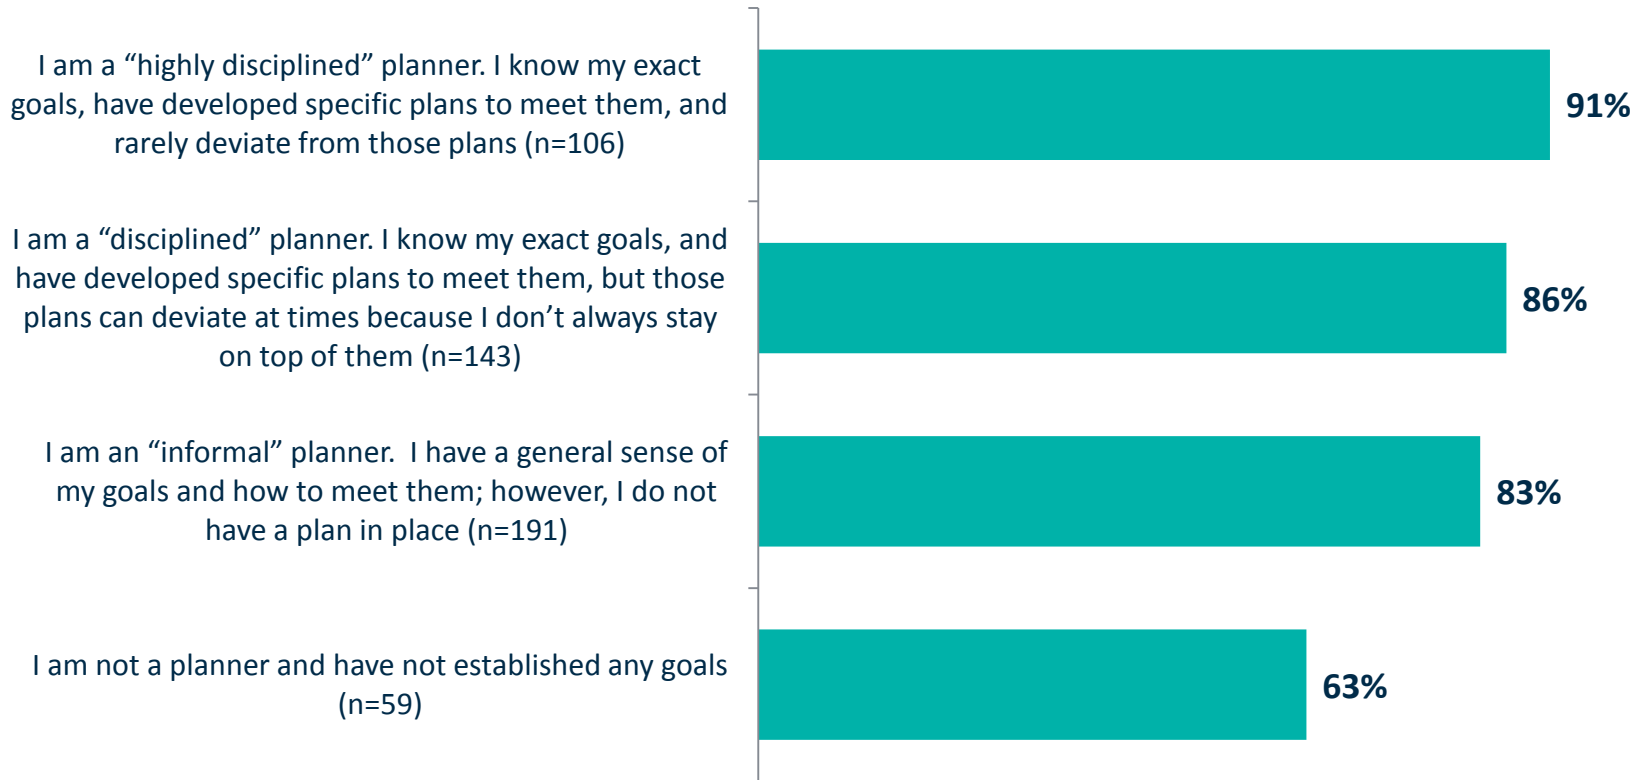 I am a “highly disciplined” planner. I know my exact
goals, have developed specific plans to meet them, and
rarely deviate from those plans (n=106)
91%
I am a “disciplined” planner. I know my exact goals, and
have developed specific plans to meet them, but those
plans can deviate at times because I don’t always stay
on top of them (n=143)
86%
I am an “informal” planner.  I have a general sense of
my goals and how to meet them; however, I do not
have a plan in place (n=191)
83%
I am not a planner and have not established any goals
(n=59)
63%